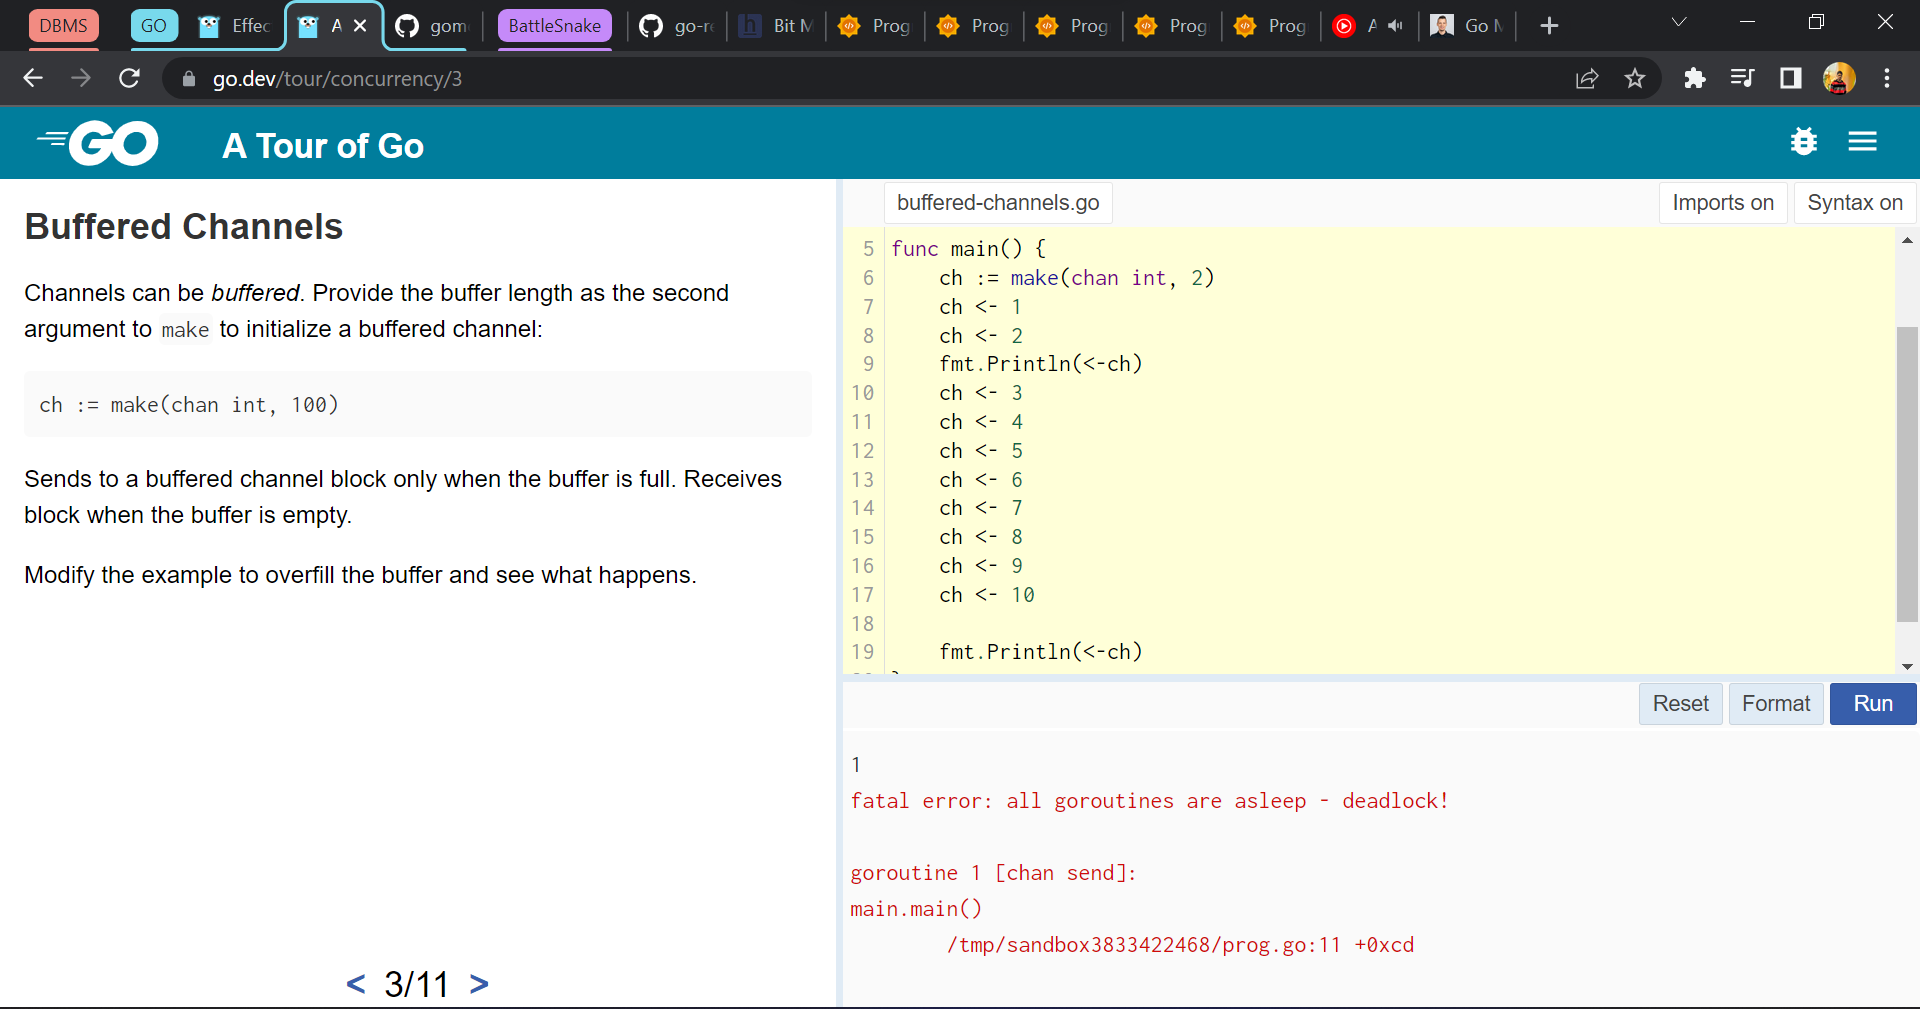 DBMS
GO
Effec
A
gom
BattleSnake
go-re
Bit M
Prog
Prog
Prog
Prog
Prog
A
Go M
go.dev/tour/concurrency/3
GO
A Tour of Go
Buffered Channels
Channels can be buffered. Provide the buffer length as the second
argument to make to initialize a buffered channel:
ch := make(chan int, 100)
Sends to a buffered channel block only when the buffer is full. Receives
block when the buffer is empty.
Modify the example to overfill the buffer and see what happens.
< 3/11 >
buffered-channels.go
Imports on
Syntax on
5 func main() {
6 ch := make(chan int, 2)
7 ch <- 1
8 ch <- 2
9 fmt.Println(<-ch)
10 ch <- 3
11 ch <- 4
12 ch <- 5
13 ch <- 6
14 ch <- 7
15 ch <- 8
16 ch <- 9
17 ch <- 10
18
19 fmt.Println(<-ch)
Reset
Format
Run
1
fatal error: all goroutines are asleep - deadlock!
goroutine 1 [chan send]:
main.main()
/tmp/sandbox3833422468/prog.go:11 +0xcd